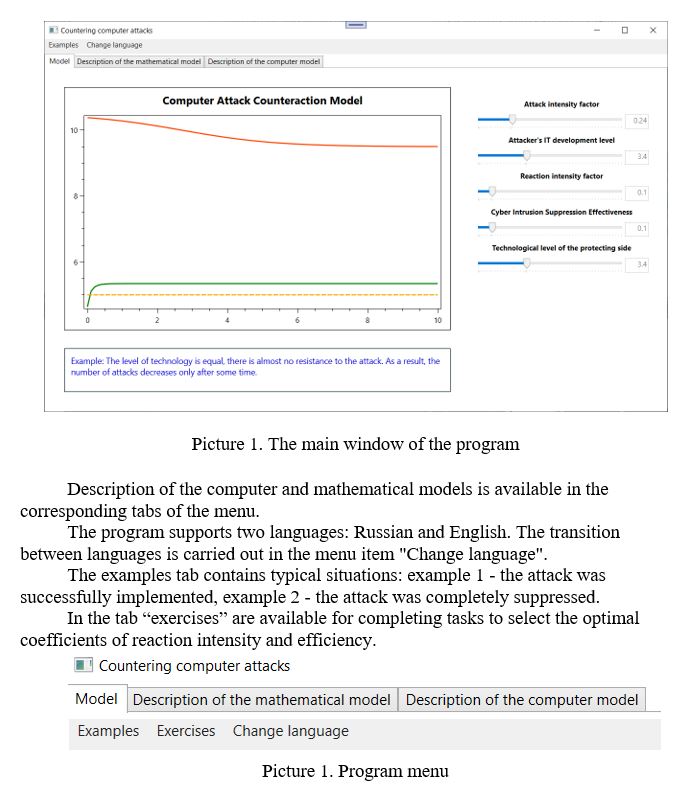 Countering computer attacks
Examples Change language
Model Description of the mathematical model Description of the computer model
Computer Attack Counteraction Model
10
8
6
0 2 4 6 8 10
Attack intensity factor
0.24
Attacker's IT development level
3.4
Reaction intensity factor
0.1
Cyber Intrusion Suppression Effectiveness
0.1
Technological level of the protecting side
3.4
Example: The level of technology is equal, there is almost no resistance to the attack. As a result, the
number of attacks decreases only after some time.
Picture 1. The main window of the program
Description of the computer and mathematical models is available in the
corresponding tabs of the menu.
The program supports two languages: Russian and English. The transition
between languages is carried out in the menu item "Change language".
The examples tab contains typical situations: example 1 - the attack was
successfully implemented, example 2 - the attack was completely suppressed.
In the tab “exercises” are available for completing tasks to select the optimal
coefficients of reaction intensity and efficiency.
Countering computer attacks
Model Description of the mathematical model Description of the computer model
Examples Exercises Change language
Picture 1. Program menu